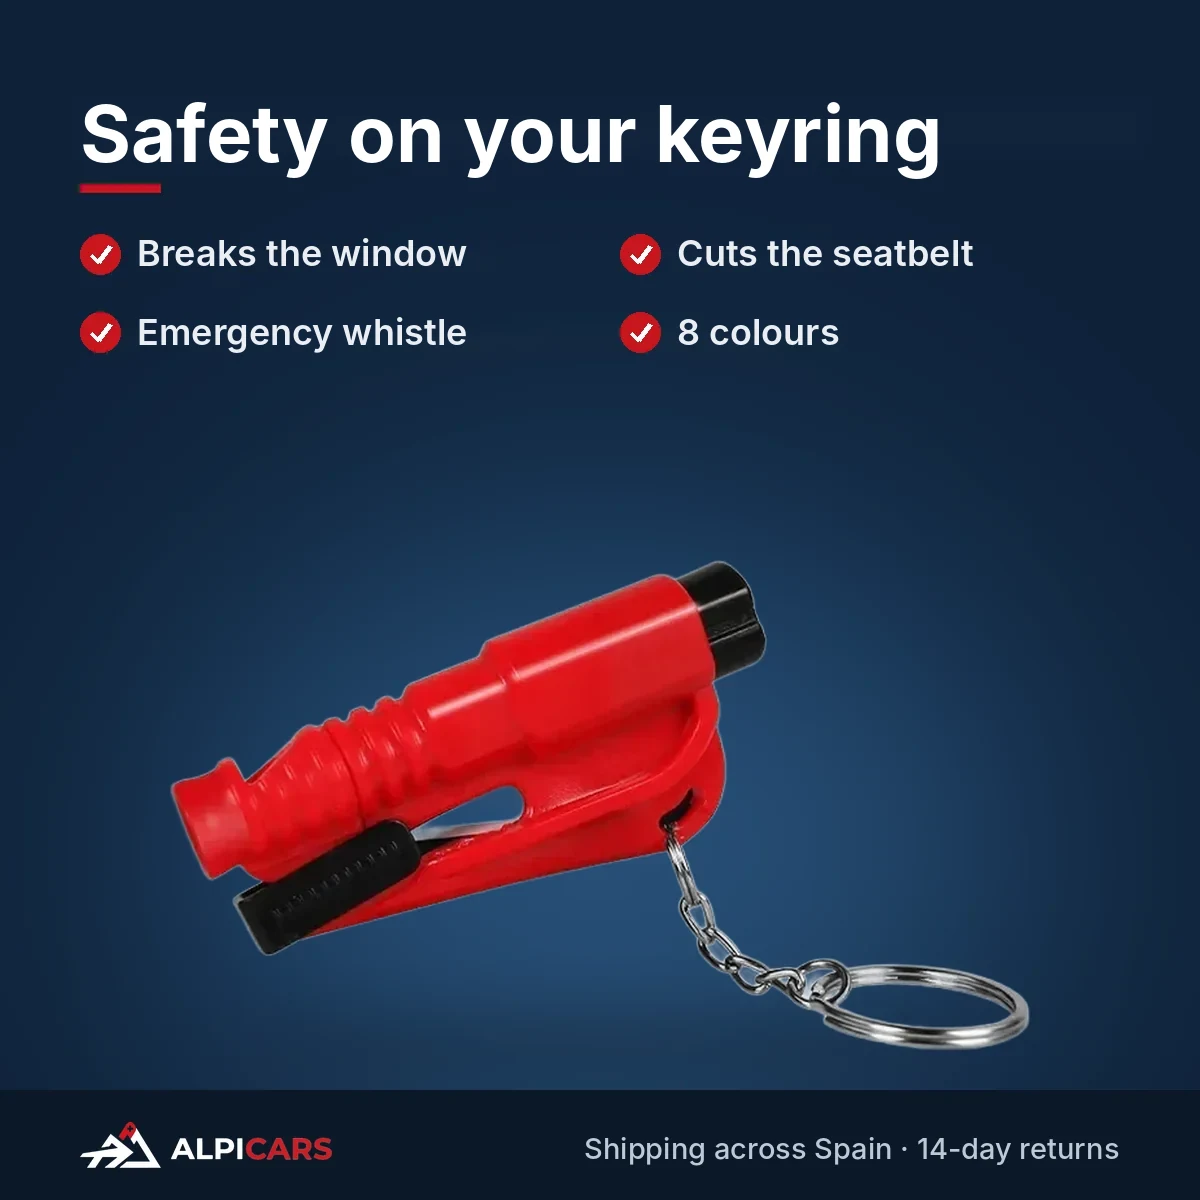 Safety on your keyring
Breaks the window
Cuts the seatbelt
Emergency whistle
8 colours
ALPICARS
Shipping across Spain · 14-day returns